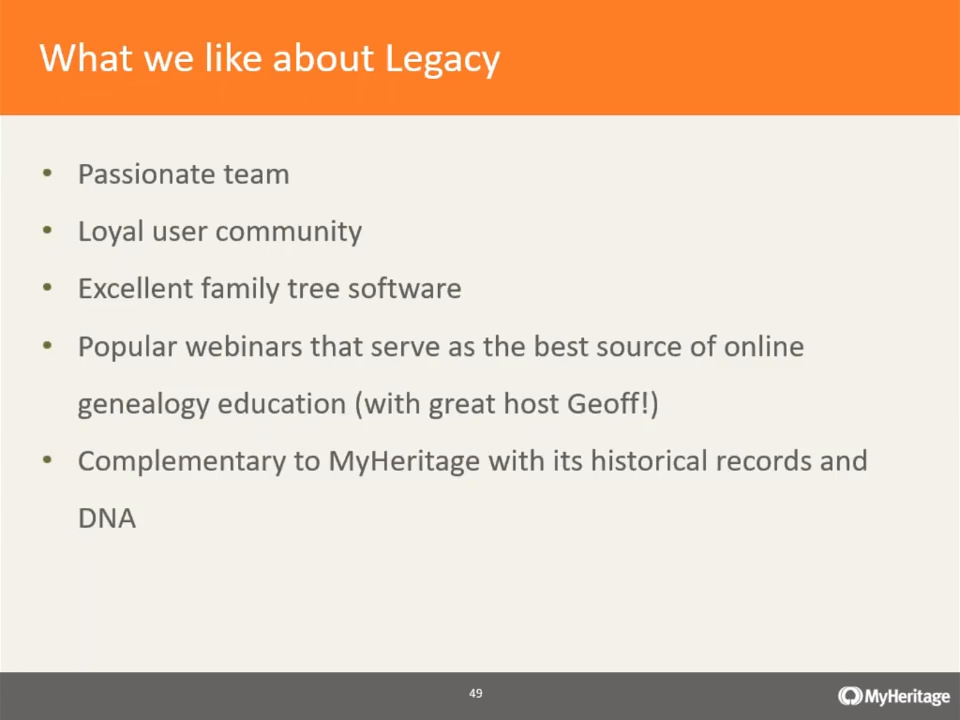 What we like about Legacy
• Passionate team
• Loyal user community
• Excellent family tree software
• Popular webinars that serve as the best source of online
genealogy education (with great host Geoff!)
• Complementary to MyHeritage with its historical records and
DNA
49
MyHeritage